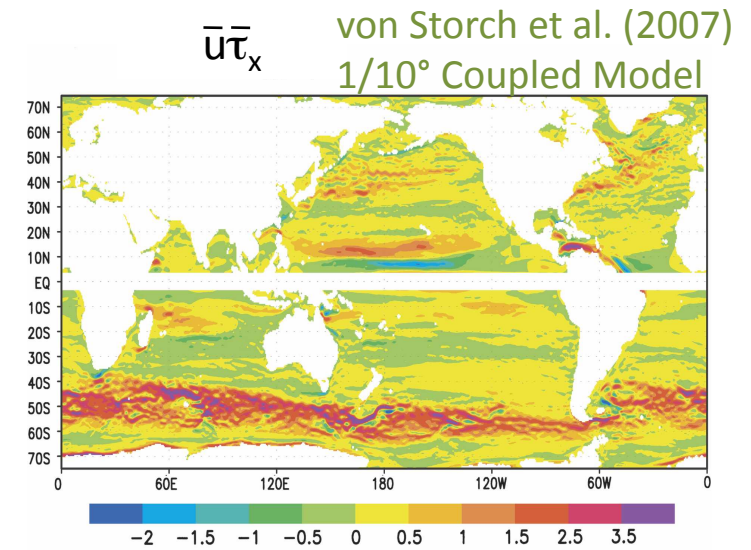 ūτ̄ₓ
von Storch et al. (2007)
1/10° Coupled Model
70N
60N
50N
40N
30N
20N
10N
EQ
10S
20S
30S
40S
50S
60S
70S
0 60E 120E 180 120W 60W 0
−2 −1.5 −1 −0.5 0 0.5 1 1.5 2.5 3.5